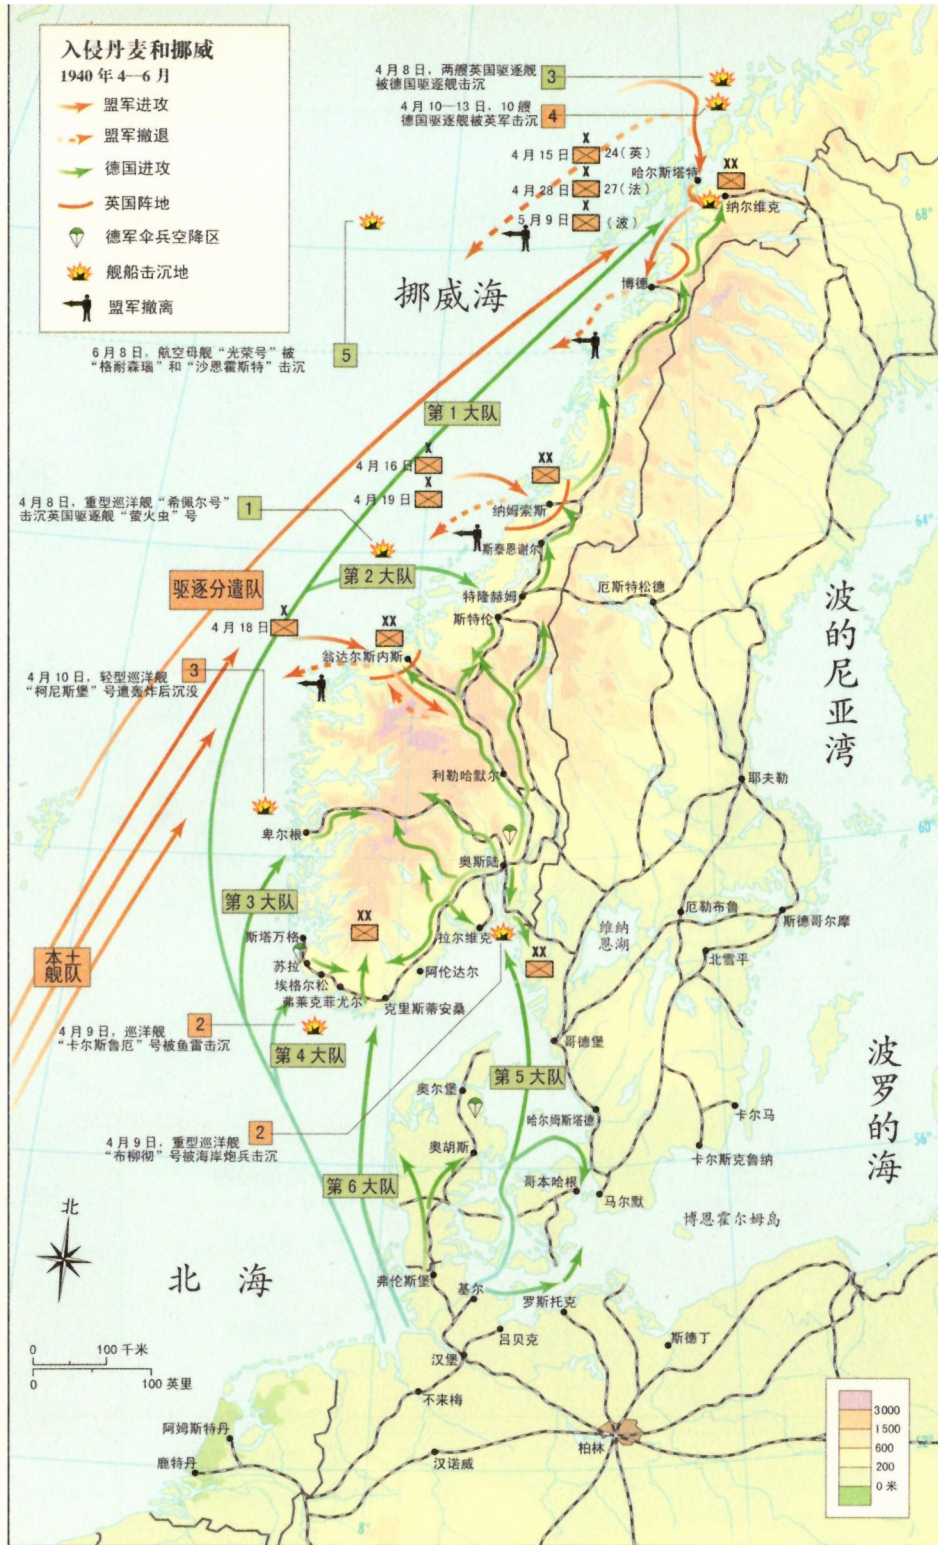 入侵丹麦和挪威
1940 年 4—6 月
盟军进攻
盟军撤退
德国进攻
英国阵地
德军伞兵空降区
舰船击沉地
盟军撤离
4月8日，两艘英国驱逐舰
被德国驱逐舰击沉
3
4月10—13日，10艘
德国驱逐舰被英军击沉
4
X
4月15日
24(英)
X
4月28日
27(法)
X
5月9日
(波)
哈尔斯塔特
XX
纳尔维克
68°
挪威海
博德
6月8日，航空母舰“光荣号”被
“格耐森瑙”和“沙恩霍斯特”击沉
5
第1大队
X
4月16日
X
4月19日
XX
纳姆索斯
4月8日，重型巡洋舰“希佩尔号”
击沉英国驱逐舰“萤火虫”号
1
斯泰恩谢尔
64°
第2大队
驱逐分遣队
特隆赫姆
厄斯特松德
斯特伦
X
4月18日
XX
翁达尔斯内斯
波的尼亚湾
4月10日，轻型巡洋舰
“柯尼斯堡”号遭轰炸后沉没
3
利勒哈默尔
耶夫勒
卑尔根
60°
奥斯陆
第3大队
XX
斯塔万格
拉尔维克
维纳
恩湖
厄勒布鲁
斯德哥尔摩
XX
北雪平
本土
舰队
苏拉
埃格尔松
弗莱克菲尤尔
阿伦达尔
克里斯蒂安桑
4月9日，巡洋舰
“卡尔斯鲁厄”号被鱼雷击沉
2
第4大队
哥德堡
波罗的海
第5大队
奥尔堡
哈尔姆斯塔德
卡尔马
4月9日，重型巡洋舰
“布柳彻”号被海岸炮兵击沉
2
奥胡斯
卡尔斯克鲁纳
56°
第6大队
哥本哈根
马尔默
博恩霍尔姆岛
北
北海
弗伦斯堡
基尔
罗斯托克
吕贝克
斯德丁
汉堡
0 100 千米
0 100 英里
不来梅
阿姆斯特丹
鹿特丹
汉诺威
柏林
3000
1500
600
200
0 米
52°
8°